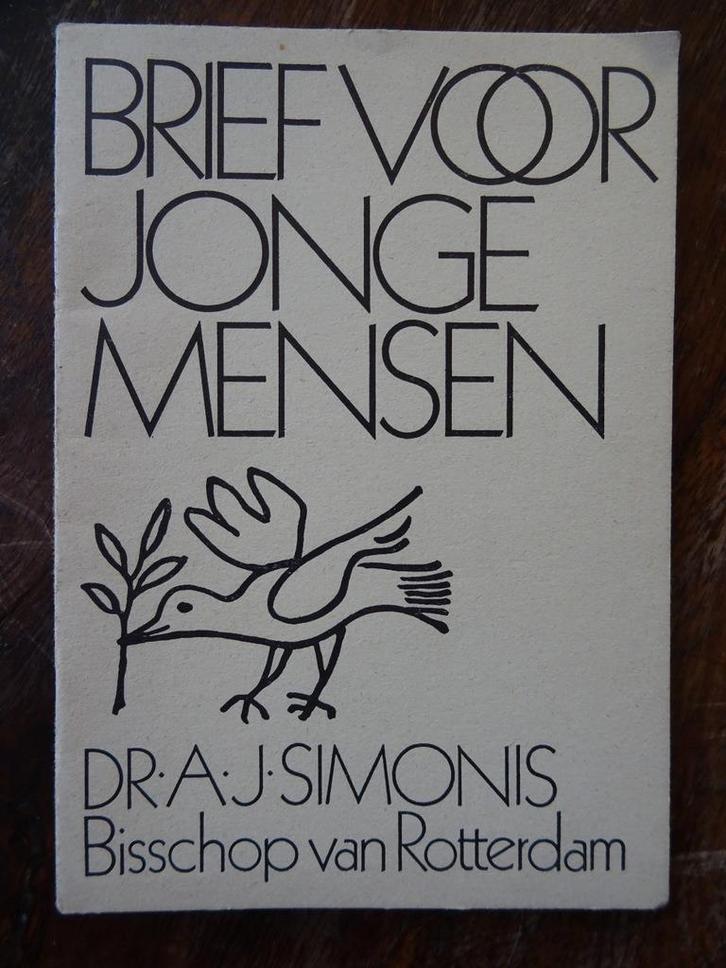 BRIEF VOOR
JONGE
MENSEN
DR·A·J·SIMONIS
Bisschop van Rotterdam